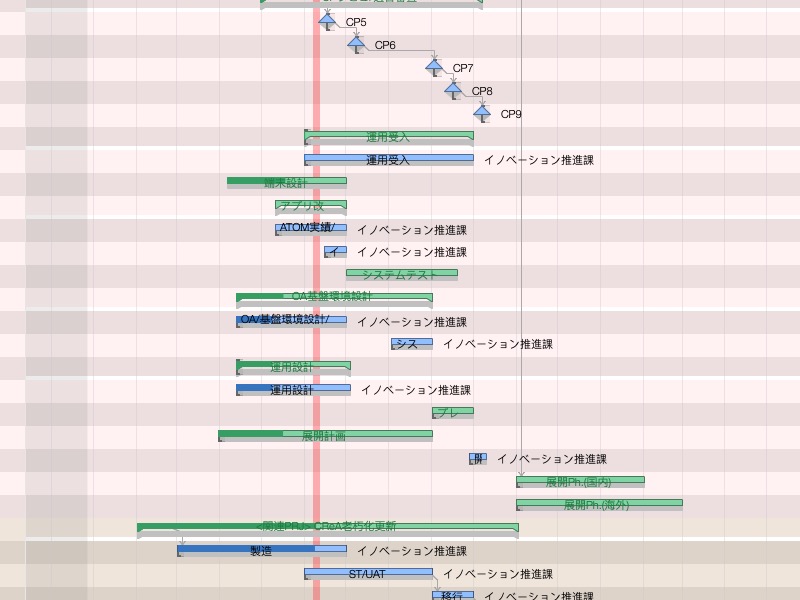 CP5
CP6
CP7
CP8
CP9
運用受入
運用受入 イノベーション推進課
端末設計
アプリ改
ATOM実績/ イノベーション推進課
イ イノベーション推進課
システムテスト
OA基盤環境設計
OA/基盤環境設計/ イノベーション推進課
シス イノベーション推進課
運用設計
運用設計 イノベーション推進課
プレ
展開計画
イノベーション推進課
展開Ph.(国内)
展開Ph.(海外)
<関連PRJ> CReA老朽化更新
製造 イノベーション推進課
ST/UAT イノベーション推進課
移行 イノベーション推進課